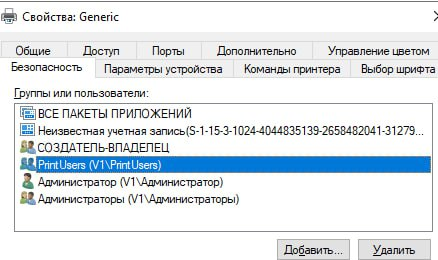 Свойства: Generic
Общие Доступ Порты Дополнительно Управление цветом
Безопасность Параметры устройства Команды принтера Выбор шрифта
Группы или пользователи:
ВСЕ ПАКЕТЫ ПРИЛОЖЕНИЙ
Неизвестная учетная запись(S-1-15-3-1024-4044835139-2658482041-31279...
СОЗДАТЕЛЬ-ВЛАДЕЛЕЦ
PrintUsers (V1\PrintUsers)
Администратор (V1\Администратор)
Администраторы (V1\Администраторы)
Добавить... Удалить